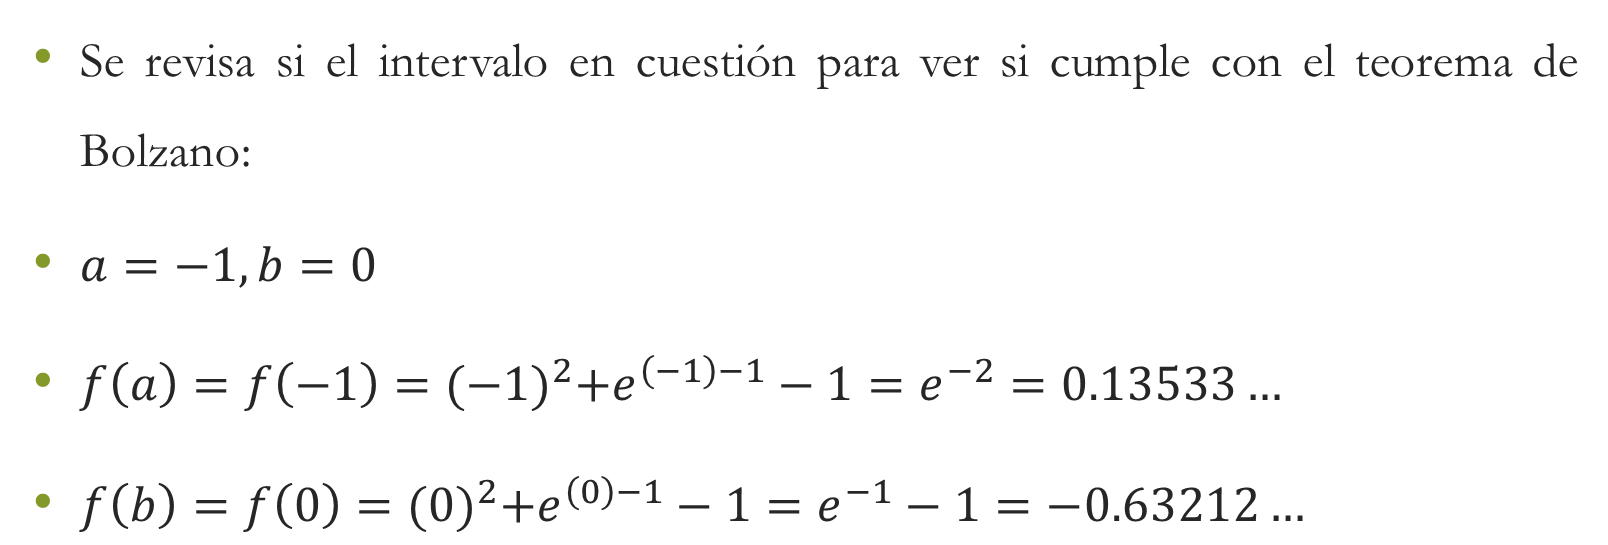 • Se revisa si el intervalo en cuestión para ver si cumple con el teorema de
Bolzano:
• a = −1, b = 0
• f(a) = f(−1) = (−1)²+e⁽⁻¹⁾⁻¹ − 1 = e⁻² = 0.13533 ...
• f(b) = f(0) = (0)²+e⁽⁰⁾⁻¹ − 1 = e⁻¹ − 1 = −0.63212 ...